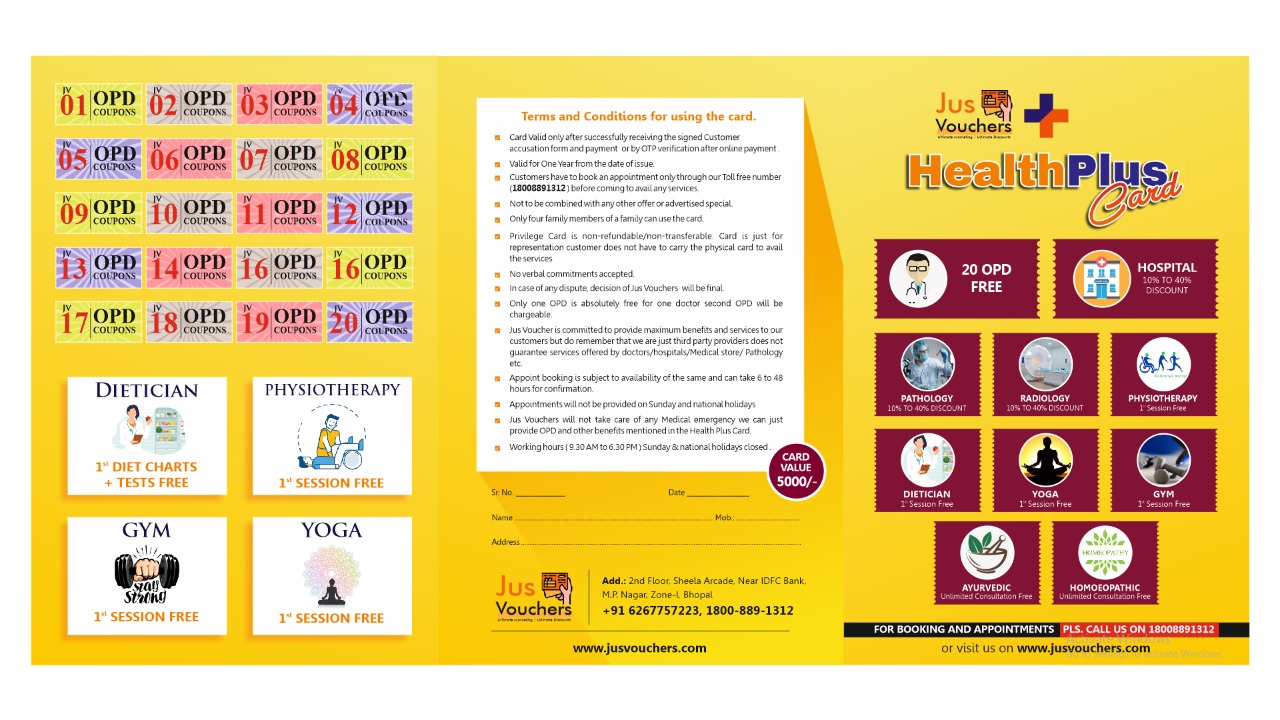 JV 01 OPD COUPONS
JV 02 OPD COUPONS
JV 03 OPD COUPONS
JV 04 OPD COUPONS
JV 05 OPD COUPONS
JV 06 OPD COUPONS
JV 07 OPD COUPONS
JV 08 OPD COUPONS
JV 09 OPD COUPONS
JV 10 OPD COUPONS
JV 11 OPD COUPONS
JV 12 OPD COUPONS
JV 13 OPD COUPONS
JV 14 OPD COUPONS
JV 16 OPD COUPONS
JV 16 OPD COUPONS
JV 17 OPD COUPONS
JV 18 OPD COUPONS
JV 19 OPD COUPONS
JV 20 OPD COUPONS
DIETICIAN
1st DIET CHARTS
+ TESTS FREE
PHYSIOTHERAPY
1st SESSION FREE
GYM
Stay
Strong
1st SESSION FREE
YOGA
1st SESSION FREE
Terms and Conditions for using the card.
Card Valid only after successfully receiving the signed Customer
accusation form and payment or by OTP verification after online payment .
Valid for One Year from the date of issue.
Customers have to book an appointment only through our Toll free number
(18008891312 ) before coming to avail any services.
Not to be combined with any other offer or advertised special.
Only four family members of a family can use the card.
Privilege Card is non-refundable/non-transferable. Card is just for
representation customer does not have to carry the physical card to avail
the services
No verbal commitments accepted.
In case of any dispute, decision of Jus Vouchers will be final.
Only one OPD is absolutely free for one doctor second OPD will be
chargeable.
Jus Voucher is committed to provide maximum benefits and services to our
customers but do remember that we are just third party providers does not
guarantee services offered by doctors/hospitals/Medical store/ Pathology
etc.
Appoint booking is subject to availability of the same and can take 6 to 48
hours for confirmation.
Appointments will not be provided on Sunday and national holidays
Jus Vouchers will not take care of any Medical emergency we can just
provide OPD and other benefits mentioned in the Health Plus Card.
Working hours ( 9.30 AM to 6.30 PM ) Sunday & national holidays closed .
CARD
VALUE
5000/-
Sr. No. ____________ Date _______________
Name ........................ Mob.: ................
Address ........................
Jus
Vouchers
Ultimate Marketing | Ultimate Discounts
Add.: 2nd Floor, Sheela Arcade, Near IDFC Bank,
M.P. Nagar, Zone-I, Bhopal
+91 6267757223, 1800-889-1312
www.jusvouchers.com
Jus
Vouchers
Ultimate Marketing | Ultimate Discounts
HealthPlus
Card
20 OPD
FREE
HOSPITAL
10% TO 40%
DISCOUNT
PATHOLOGY
10% TO 40% DISCOUNT
RADIOLOGY
10% TO 40% DISCOUNT
PHYSIOTHERAPY
1st Session Free
DIETICIAN
1st Session Free
YOGA
1st Session Free
GYM
1st Session Free
AYURVEDIC
Unlimited Consultation Free
HOMEOPATHY
HOMOEOPATHIC
Unlimited Consultation Free
FOR BOOKING AND APPOINTMENTS PLS. CALL US ON 18008891312
or visit us on www.jusvouchers.com
Activate Windows